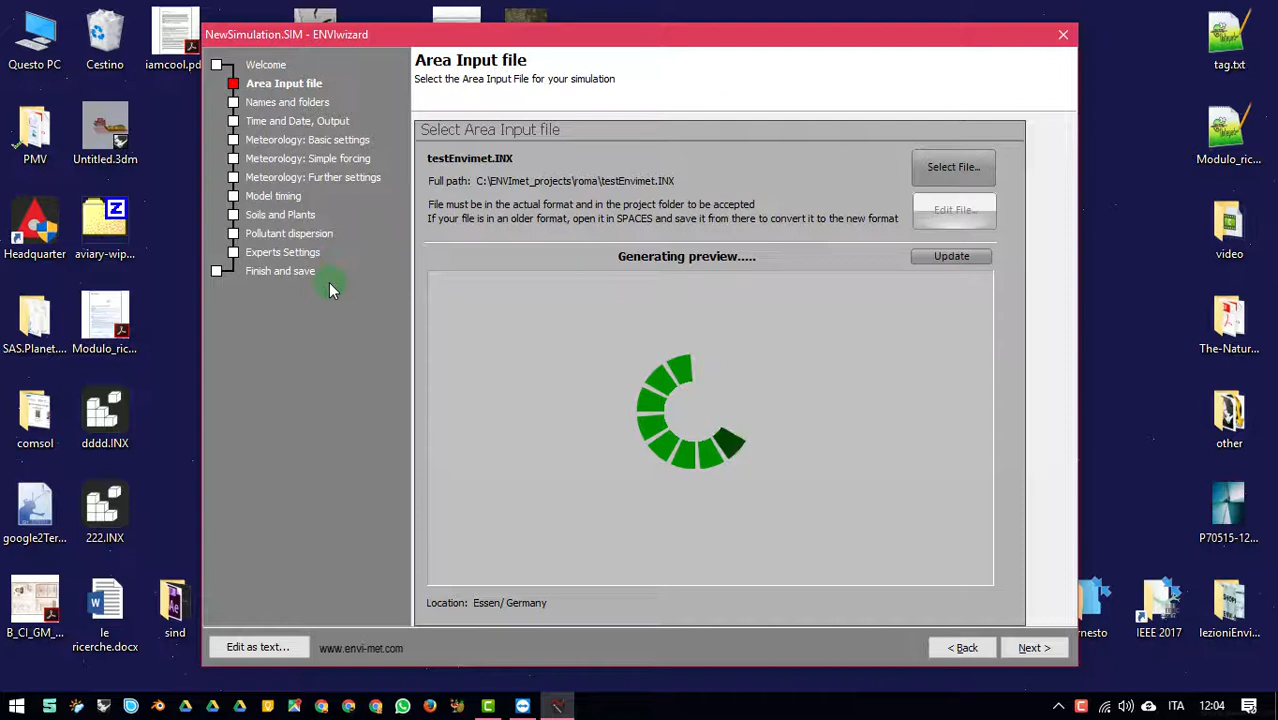 NewSimulation.SIM - ENVIwizard
Welcome
Area Input file
Names and folders
Time and Date, Output
Meteorology: Basic settings
Meteorology: Simple forcing
Meteorology: Further settings
Model timing
Soils and Plants
Pollutant dispersion
Experts Settings
Finish and save
Area Input file
Select the Area Input File for your simulation
Select Area Input file
testEnvimet.INX
Full path: C:\ENVImet_projects\roma\testEnvimet.INX
File must be in the actual format and in the project folder to be accepted
If your file is in an older format, open it in SPACES and save it from there to convert it to the new format
Select File...
Edit File...
Generating preview.....
Update
Location: Essen/ Germany
Edit as text...
www.envi-met.com
< Back
Next >
Questo PC
Cestino
iamcool.pd
PMV
Untitled.3dm
Headquarter
aviary-wip...
SAS.Planet....
Modulo_ric...
comsol
dddd.INX
google2Ter...
222.INX
B_CI_GM_...
le
ricerche.docx
sind
tag.txt
Modulo_ric...
video
The-Natur...
other
P70515-12...
rnesto
IEEE 2017
lezioniEnvi...
ITA
12:04